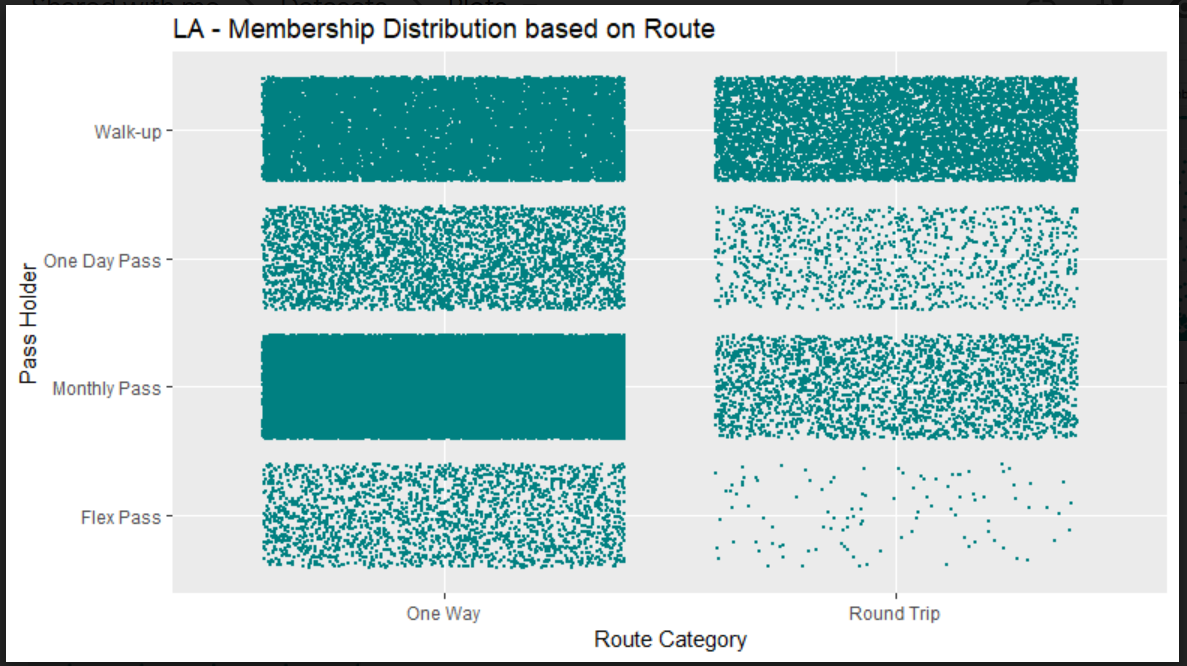 LA - Membership Distribution based on Route
Pass Holder
Walk-up
One Day Pass
Monthly Pass
Flex Pass
One Way
Round Trip
Route Category